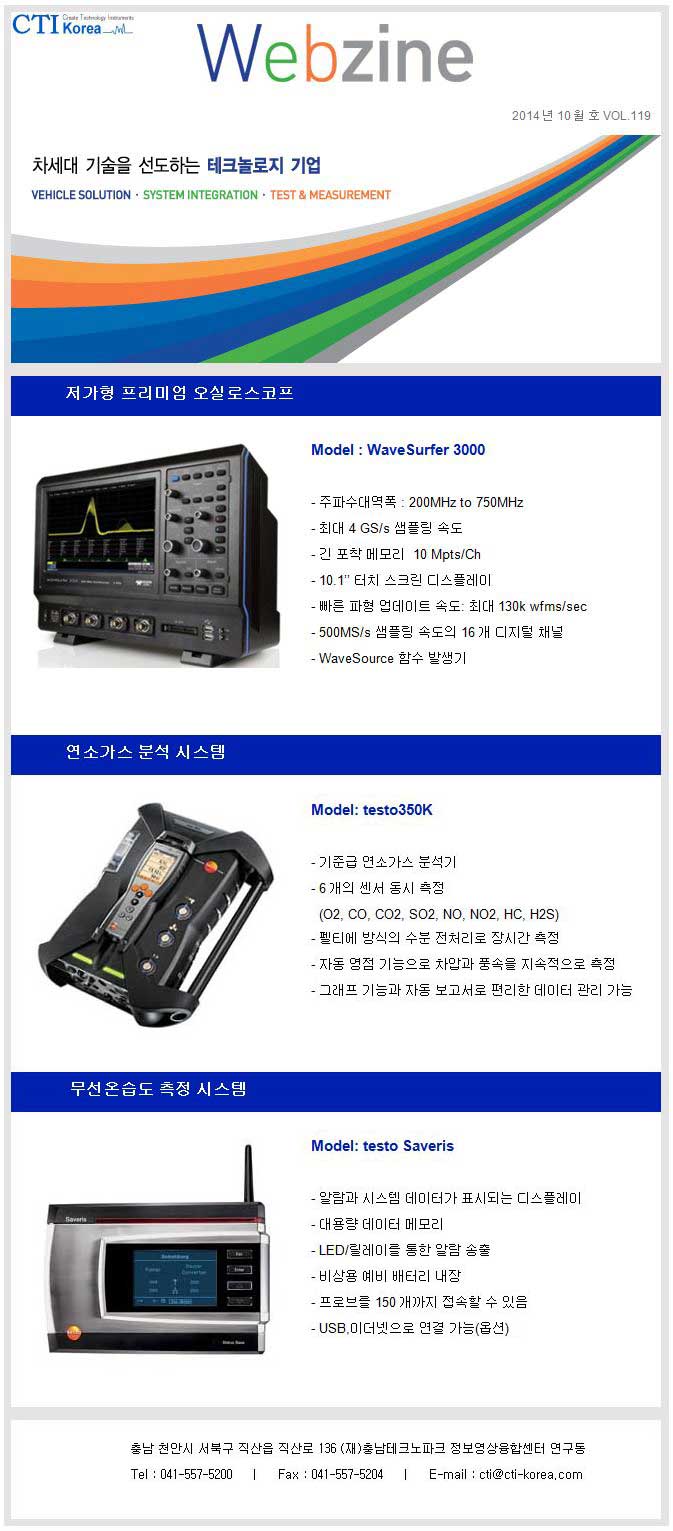 CTI Create Technology Instruments
Korea
Webzine
2014년 10월 호 VOL.119
차세대 기술을 선도하는 테크놀로지 기업
VEHICLE SOLUTION · SYSTEM INTEGRATION · TEST & MEASUREMENT
저가형 프리미엄 오실로스코프
Model : WaveSurfer 3000
- 주파수대역폭 : 200MHz to 750MHz
- 최대 4 GS/s 샘플링 속도
- 긴 포착 메모리 10 Mpts/Ch
- 10.1” 터치 스크린 디스플레이
- 빠른 파형 업데이트 속도: 최대 130k wfms/sec
- 500MS/s 샘플링 속도의 16개 디지털 채널
- WaveSource 함수 발생기
연소가스 분석 시스템
Model: testo350K
- 기준급 연소가스 분석기
- 6개의 센서 동시 측정
(O2, CO, CO2, SO2, NO, NO2, HC, H2S)
- 펠티에 방식의 수분 전처리로 장시간 측정
- 자동 영점 기능으로 차압과 풍속을 지속적으로 측정
- 그래프 기능과 자동 보고서로 편리한 데이터 관리 가능
무선온습도 측정 시스템
Model: testo Saveris
- 알람과 시스템 데이터가 표시되는 디스플레이
- 대용량 데이터 메모리
- LED/릴레이를 통한 알람 송출
- 비상용 예비 배터리 내장
- 프로브를 150개까지 접속할 수 있음
- USB,이더넷으로 연결 가능(옵션)
Saveris
충남 천안시 서북구 직산읍 직산로 136 (재)충남테크노파크 정보영상융합센터 연구동
Tel : 041-557-5200 | Fax : 041-557-5204 | E-mail : cti@cti-korea.com